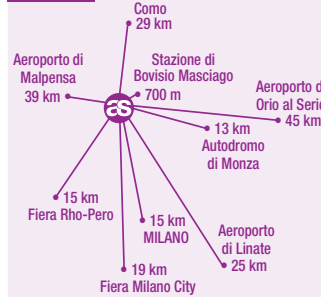 Como
29 km
Aeroporto di
Malpensa
39 km
Stazione di
Bovisio Masciago
700 m
Aeroporto d
Orio al Serio
45 km
as
13 km
Autodromo
di Monza
15 km
Fiera Rho-Pero
15 km
MILANO
Aeroporto
di Linate
25 km
19 km
Fiera Milano City